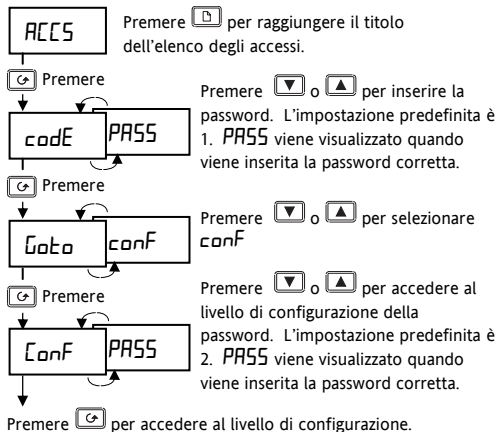 ACCS
Premere per raggiungere il titolo
dell'elenco degli accessi.
Premere
codE PASS
Premere o per inserire la
password. L'impostazione predefinita è
1. PASS viene visualizzato quando
viene inserita la password corretta.
Premere
Goto conF
Premere o per selezionare
conF
Premere
ConF PASS
Premere o per accedere al
livello di configurazione della
password. L'impostazione predefinita è
2. PASS viene visualizzato quando
viene inserita la password corretta.
Premere per accedere al livello di configurazione.